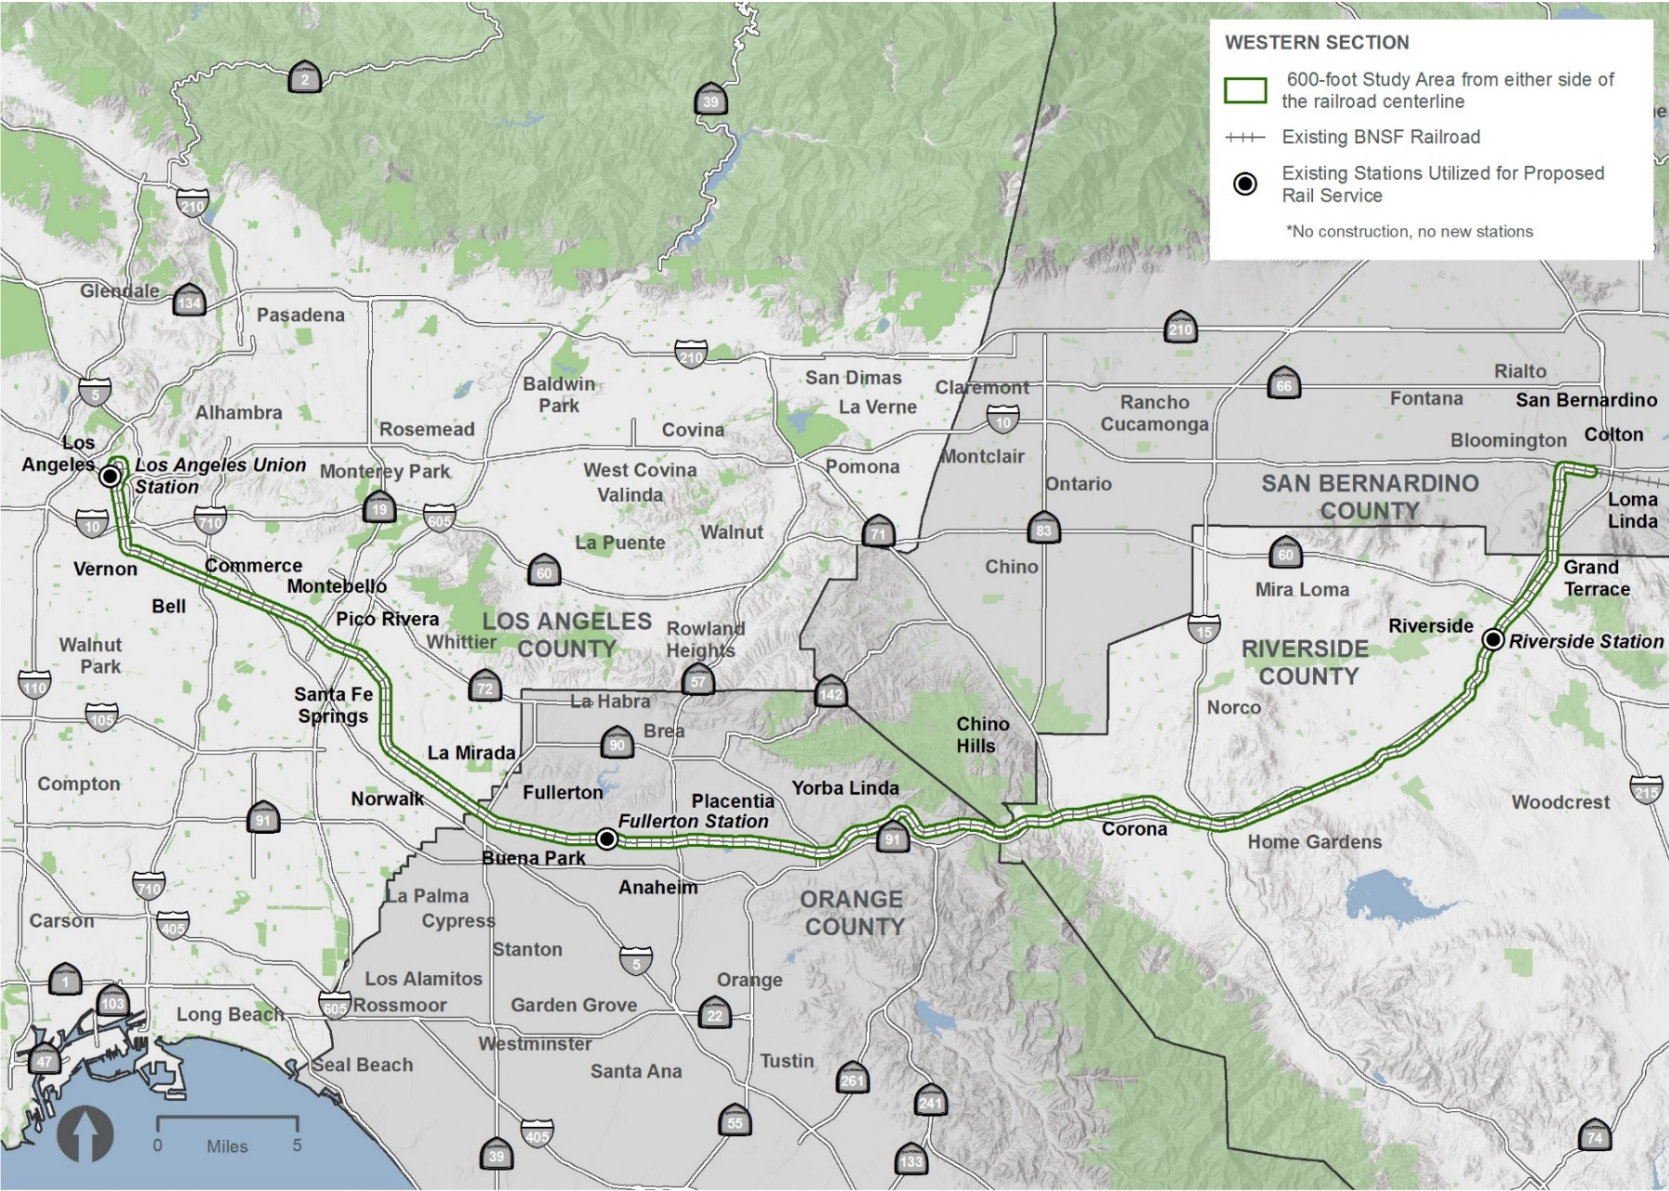 WESTERN SECTION
600-foot Study Area from either side of
the railroad centerline
Existing BNSF Railroad
Existing Stations Utilized for Proposed
Rail Service
*No construction, no new stations
2
39
210
Glendale
134
Pasadena
210
210
5
Baldwin
Park
San Dimas
La Verne
Claremont
66
Rialto
Fontana
San Bernardino
Alhambra
Rosemead
Covina
10
Rancho
Cucamonga
Bloomington
Colton
Los
Angeles
Los Angeles Union
Station
Monterey Park
West Covina
Valinda
Pomona
Montclair
Ontario
SAN BERNARDINO
COUNTY
Loma
Linda
10
710
19
605
La Puente
Walnut
71
83
60
60
Vernon
Commerce
Montebello
Chino
Mira Loma
Grand
Terrace
Bell
Pico Rivera
Whittier
LOS ANGELES
COUNTY
Rowland
Heights
15
Riverside
Riverside Station
RIVERSIDE
COUNTY
Walnut
Park
110
105
Santa Fe
Springs
72
57
142
La Habra
Norco
Brea
90
Chino
Hills
La Mirada
Compton
Norwalk
Fullerton
Yorba Linda
Placentia
Fullerton Station
91
91
215
Woodcrest
Corona
Home Gardens
Buena Park
Anaheim
710
La Palma
Cypress
ORANGE
COUNTY
Carson
405
Stanton
5
Los Alamitos
Rossmoor
Orange
1
103
605
Long Beach
Garden Grove
22
Westminster
47
Seal Beach
Santa Ana
Tustin
261
241
55
405
39
133
74
0
Miles
5